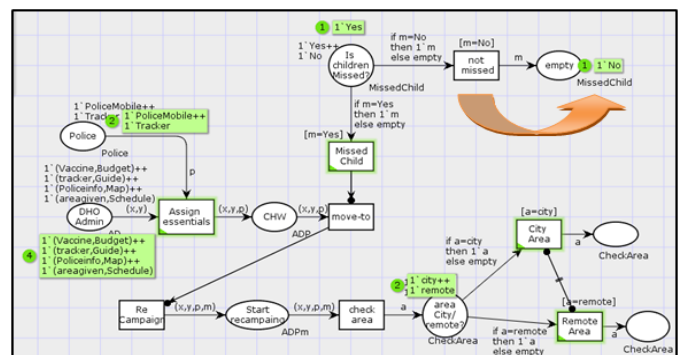 1
1`Yes
1`Yes++
1`No
Is
children
Missed?
MissedChild
if m=No
then 1`m
else empty
[m=No]
not
missed
m
empty
1
1`No
MissedChild
if m=Yes
then 1`m
else empty
[m=Yes]
Missed
Child
1`PoliceMobile++
1`Tracker
2
1`PoliceMobile++
1`Tracker
Police
Police
p
1`(Vaccine,Budget)++
1`(tracker,Guide)++
1`(Policeinfo,Map)++
1`(areagiven,Schedule)
DHO
Admin
AD
(x,y)
Assign
essentials
(x,y,p)
CHW
ADP
(x,y,p)
move-to
4
1`(Vaccine,Budget)++
1`(tracker,Guide)++
1`(Policeinfo,Map)++
1`(areagiven,Schedule)
[a=city]
City
Area
a
CheckArea
if a=city
then 1`a
else empty
2
1`city++
1`remote
Re
Campaign
(x,y,p,m)
Start
recampaing
ADPm
(x,y,p,m)
check
area
a
area
City/
remote?
CheckArea
[a=remote]
Remote
Area
a
CheckArea
if a=remote
then 1`a
else empty